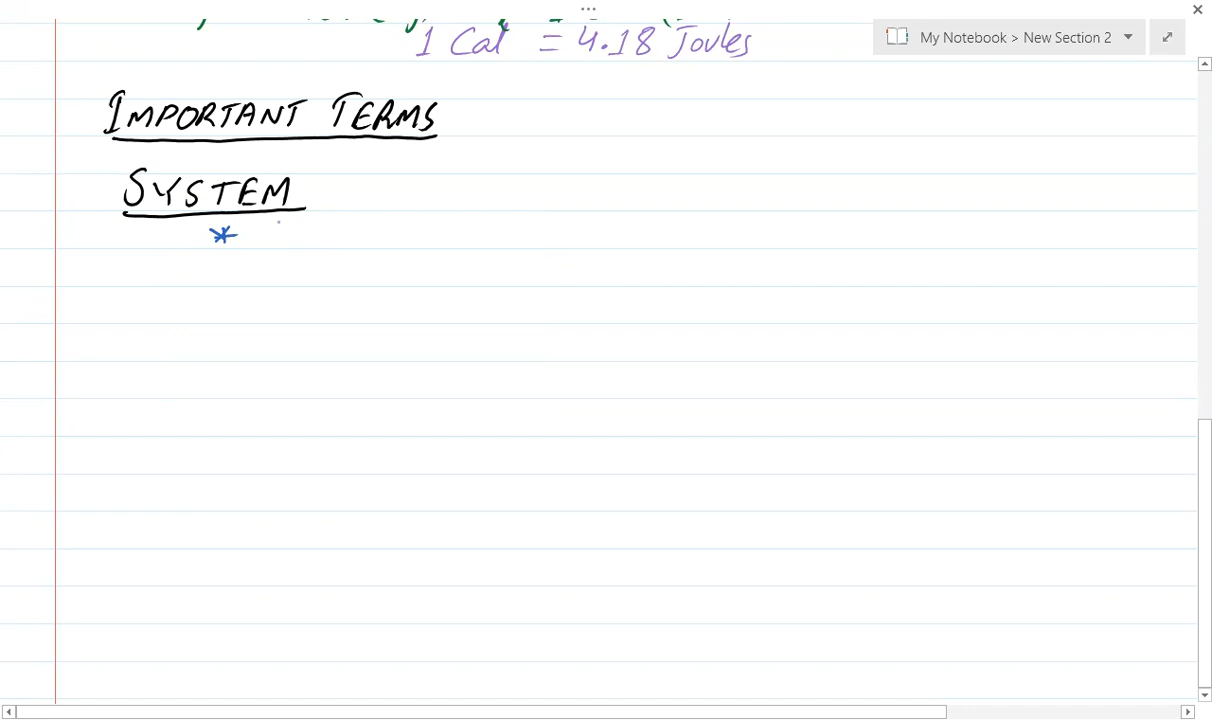 1 Cal = 4.18 Joules
My Notebook > New Section 2
IMPORTANT TERMS
SYSTEM
*